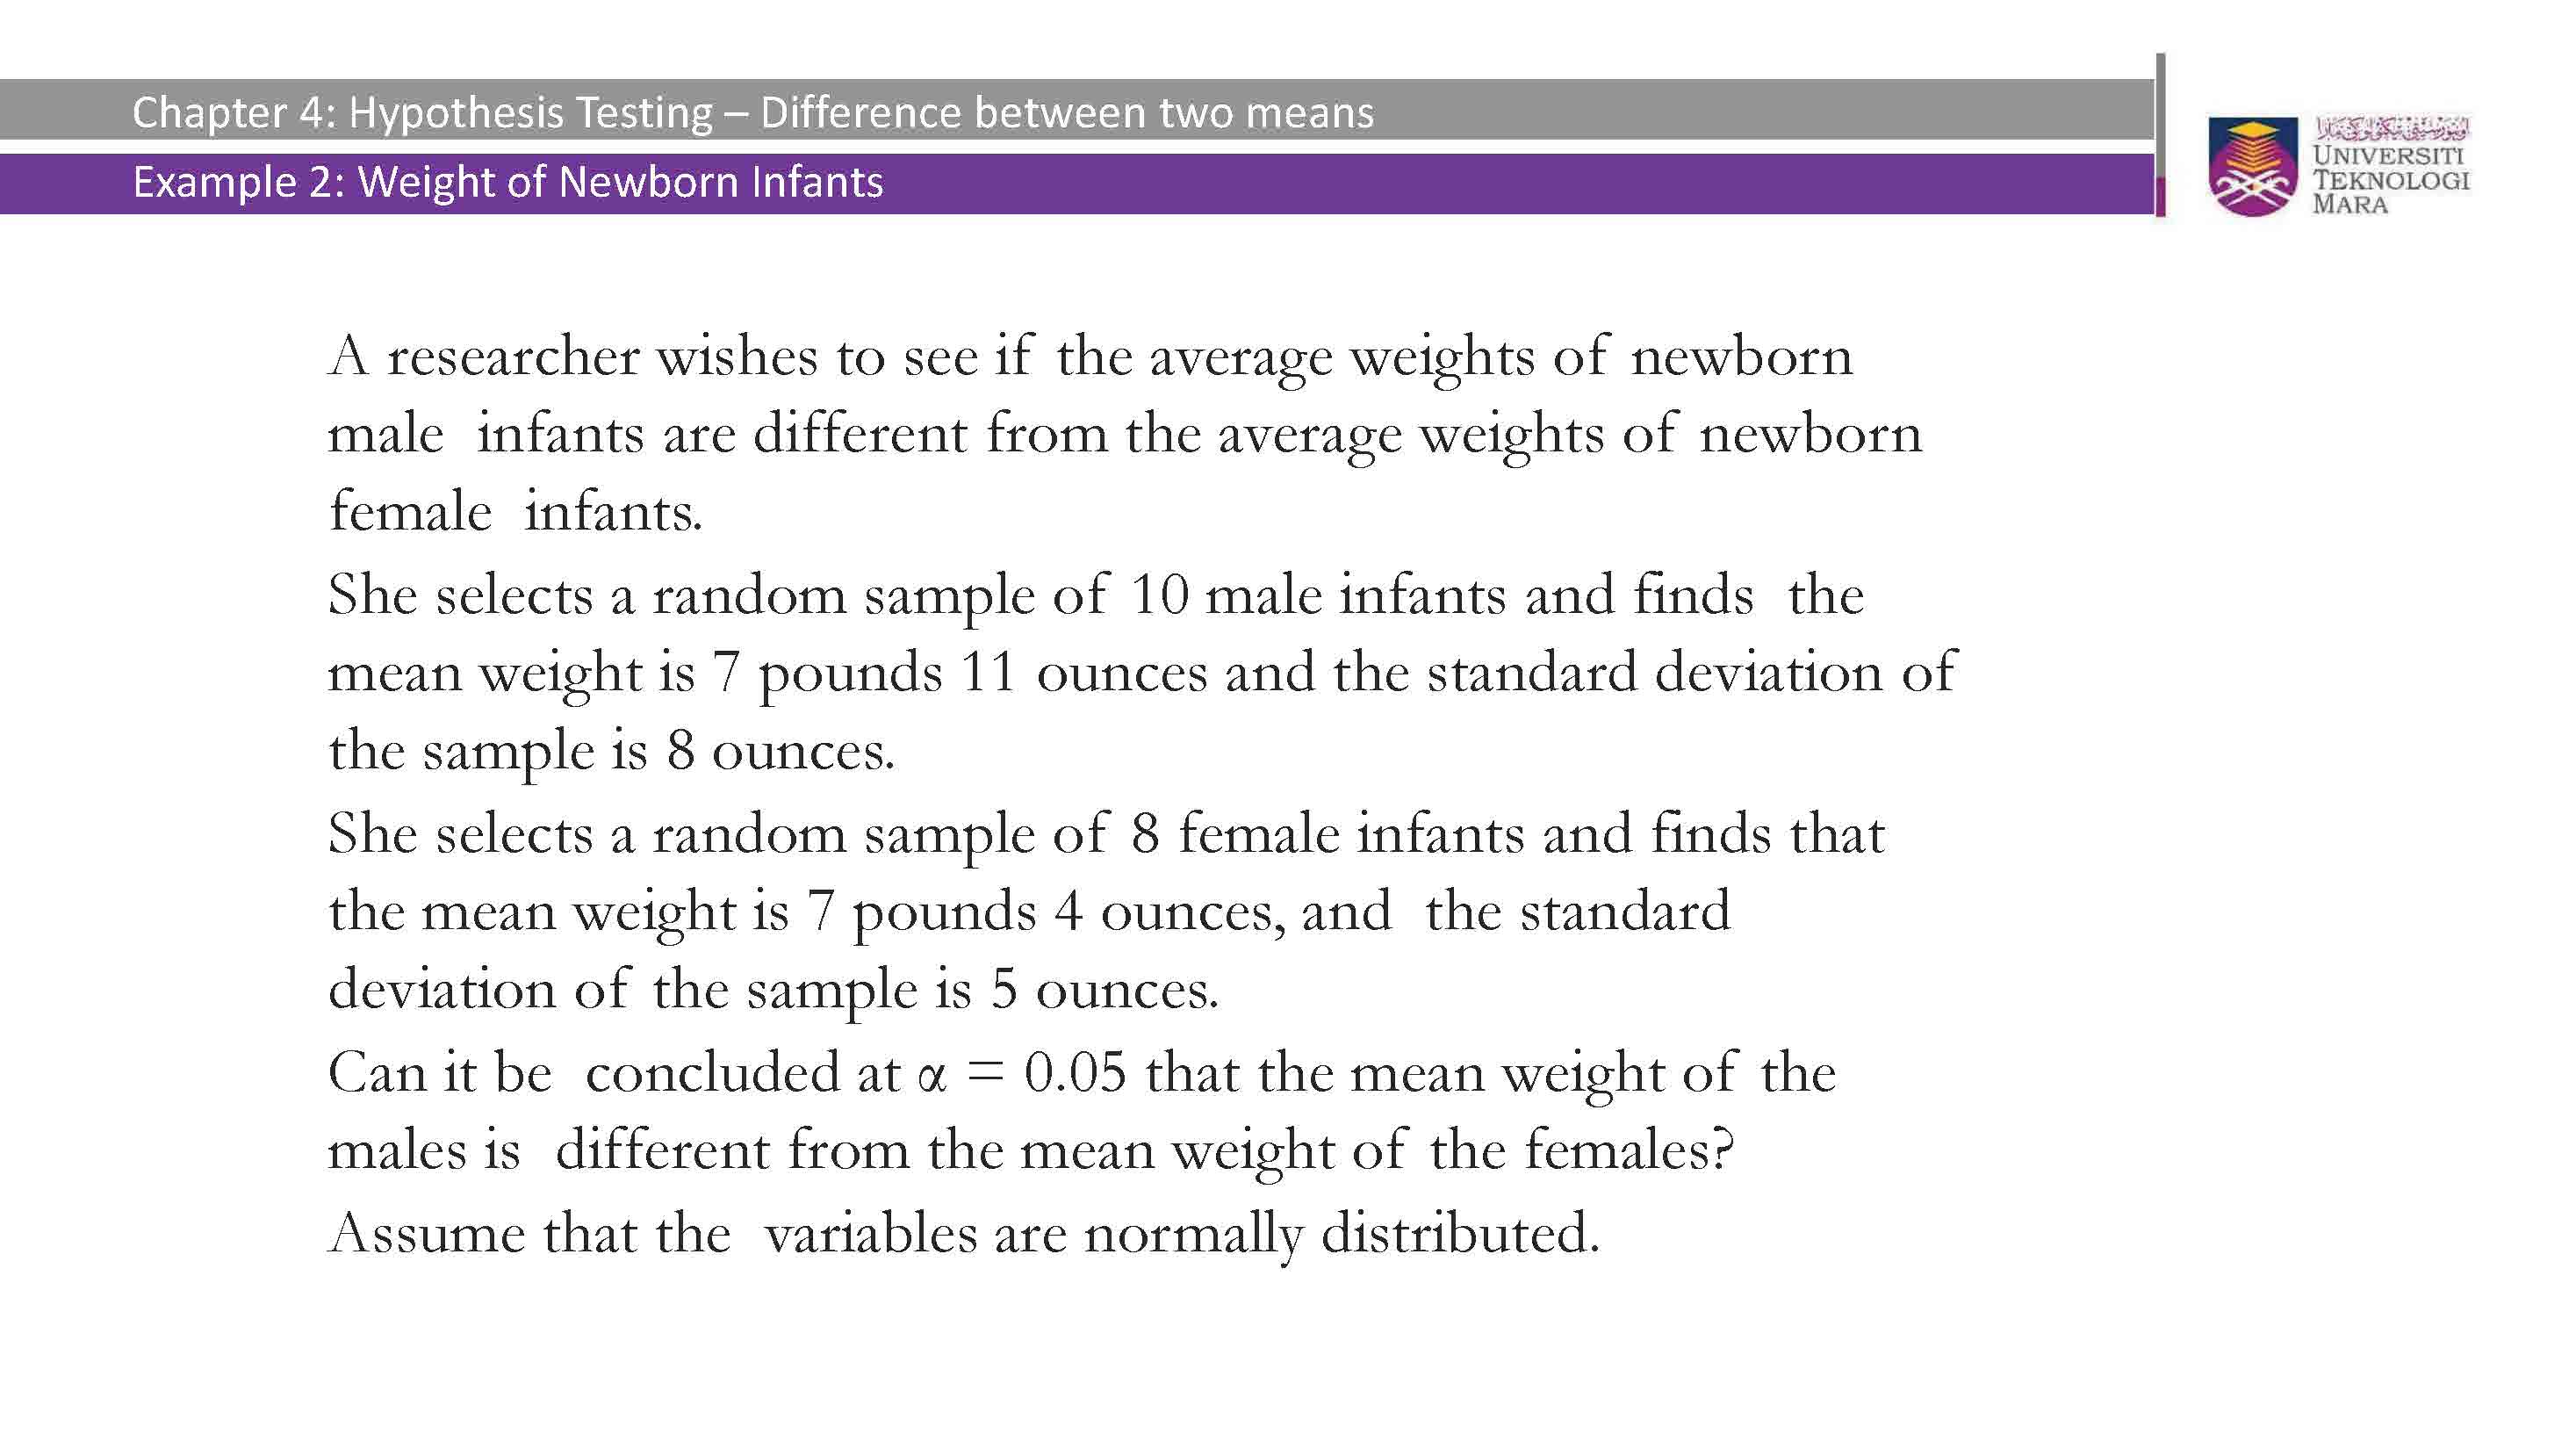 Chapter 4: Hypothesis Testing – Difference between two means
Example 2: Weight of Newborn Infants
UNIVERSITI
TEKNOLOGI
MARA
A researcher wishes to see if the average weights of newborn
male infants are different from the average weights of newborn
female infants.
She selects a random sample of 10 male infants and finds the
mean weight is 7 pounds 11 ounces and the standard deviation of
the sample is 8 ounces.
She selects a random sample of 8 female infants and finds that
the mean weight is 7 pounds 4 ounces, and the standard
deviation of the sample is 5 ounces.
Can it be concluded at α = 0.05 that the mean weight of the
males is different from the mean weight of the females?
Assume that the variables are normally distributed.